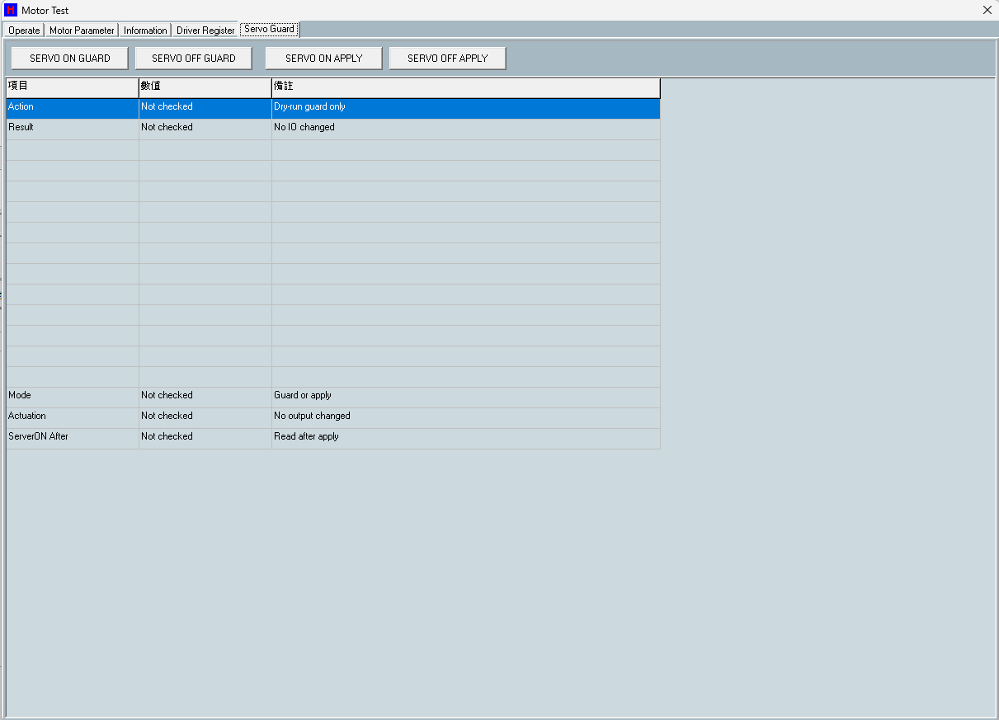 H Motor Test
Operate Motor Parameter Information Driver Register Servo Guard
SERVO ON GUARD SERVO OFF GUARD SERVO ON APPLY SERVO OFF APPLY
項目 數值 備註
Action Not checked Dry-run guard only
Result Not checked No IO changed
Mode Not checked Guard or apply
Actuation Not checked No output changed
ServerON After Not checked Read after apply